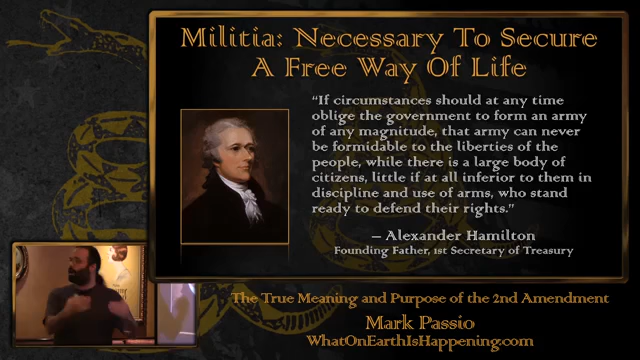 Militia: Necessary To Secure
A Free Way Of Life
“If circumstances should at any time
oblige the government to form an army
of any magnitude, that army can never
be formidable to the liberties of the
people, while there is a large body of
citizens, little if at all inferior to them in
discipline and use of arms, who stand
ready to defend their rights.”
– Alexander Hamilton
Founding Father, 1st Secretary of Treasury
The True Meaning and Purpose of the 2nd Amendment
Mark Passio
WhatOnEarthIsHappening.com